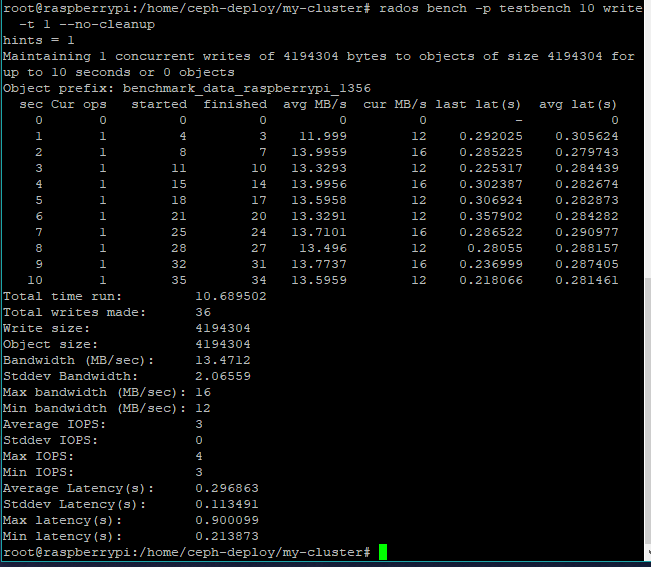 root@raspberrypi:/home/ceph-deploy/my-cluster# rados bench -p testbench 10 write
-t 1 --no-cleanup
hints = 1
Maintaining 1 concurrent writes of 4194304 bytes to objects of size 4194304 for
up to 10 seconds or 0 objects
Object prefix: benchmark_data_raspberrypi_1356
sec Cur ops started finished avg MB/s cur MB/s last lat(s) avg lat(s)
0 0 0 0 0 0 - 0
1 1 4 3 11.999 12 0.292025 0.305624
2 1 8 7 13.9959 16 0.285225 0.279743
3 1 11 10 13.3293 12 0.225317 0.284439
4 1 15 14 13.9956 16 0.302387 0.282674
5 1 18 17 13.5958 12 0.306924 0.282873
6 1 21 20 13.3291 12 0.357902 0.284282
7 1 25 24 13.7101 16 0.286522 0.290977
8 1 28 27 13.496 12 0.28055 0.288157
9 1 32 31 13.7737 16 0.236999 0.287405
10 1 35 34 13.5959 12 0.218066 0.281461
Total time run: 10.689502
Total writes made: 36
Write size: 4194304
Object size: 4194304
Bandwidth (MB/sec): 13.4712
Stddev Bandwidth: 2.06559
Max bandwidth (MB/sec): 16
Min bandwidth (MB/sec): 12
Average IOPS: 3
Stddev IOPS: 0
Max IOPS: 4
Min IOPS: 3
Average Latency(s): 0.296863
Stddev Latency(s): 0.113491
Max latency(s): 0.900099
Min latency(s): 0.213873
root@raspberrypi:/home/ceph-deploy/my-cluster#